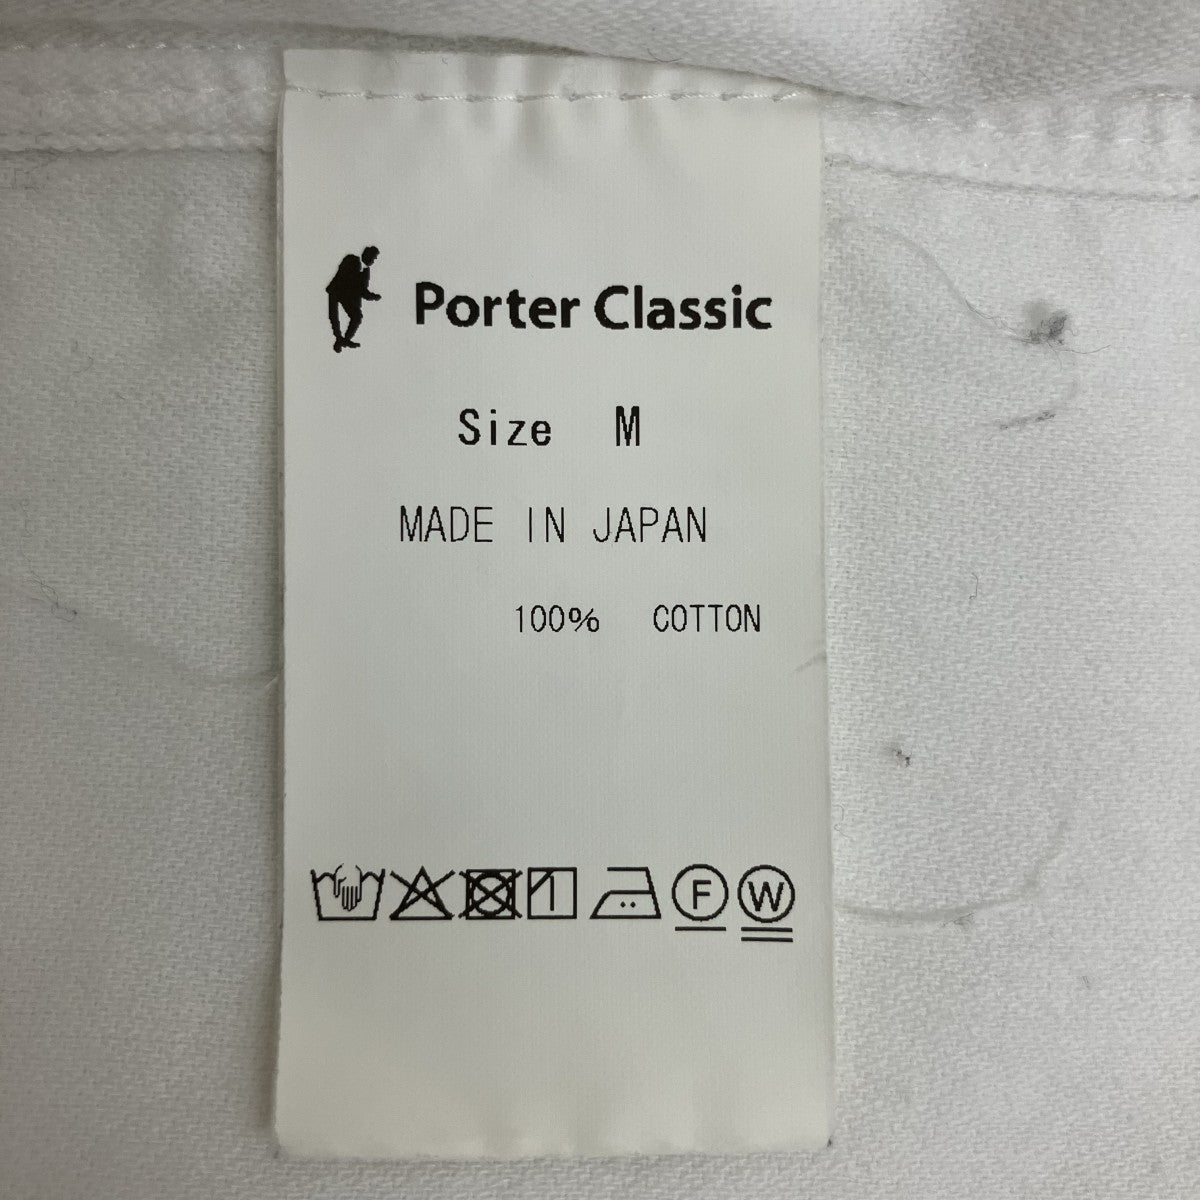 Porter Classic
Size M
MADE IN JAPAN
100% COTTON
F W